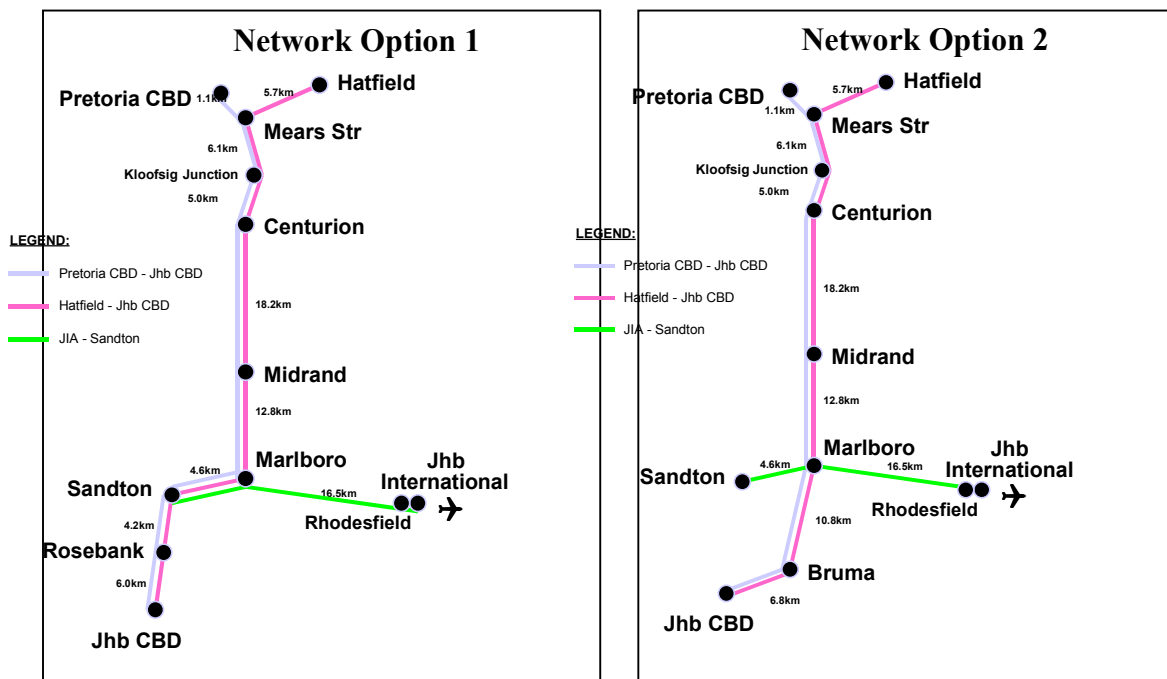 Network Option 1
Hatfield
Pretoria CBD
5.7km
1.1km
Mears Str
6.1km
Kloofsig Junction
5.0km
Centurion
LEGEND:
Pretoria CBD - Jhb CBD
18.2km
Hatfield - Jhb CBD
JIA - Sandton
Midrand
12.8km
Marlboro
4.6km
Jhb
International
Sandton
16.5km
Rhodesfield
4.2km
Rosebank
6.0km
Jhb CBD
Network Option 2
Hatfield
Pretoria CBD
5.7km
1.1km
Mears Str
6.1km
Kloofsig Junction
5.0km
Centurion
LEGEND:
Pretoria CBD - Jhb CBD
18.2km
Hatfield - Jhb CBD
JIA - Sandton
Midrand
12.8km
Marlboro
4.6km
16.5km
Jhb
International
Sandton
Rhodesfield
10.8km
Bruma
6.8km
Jhb CBD